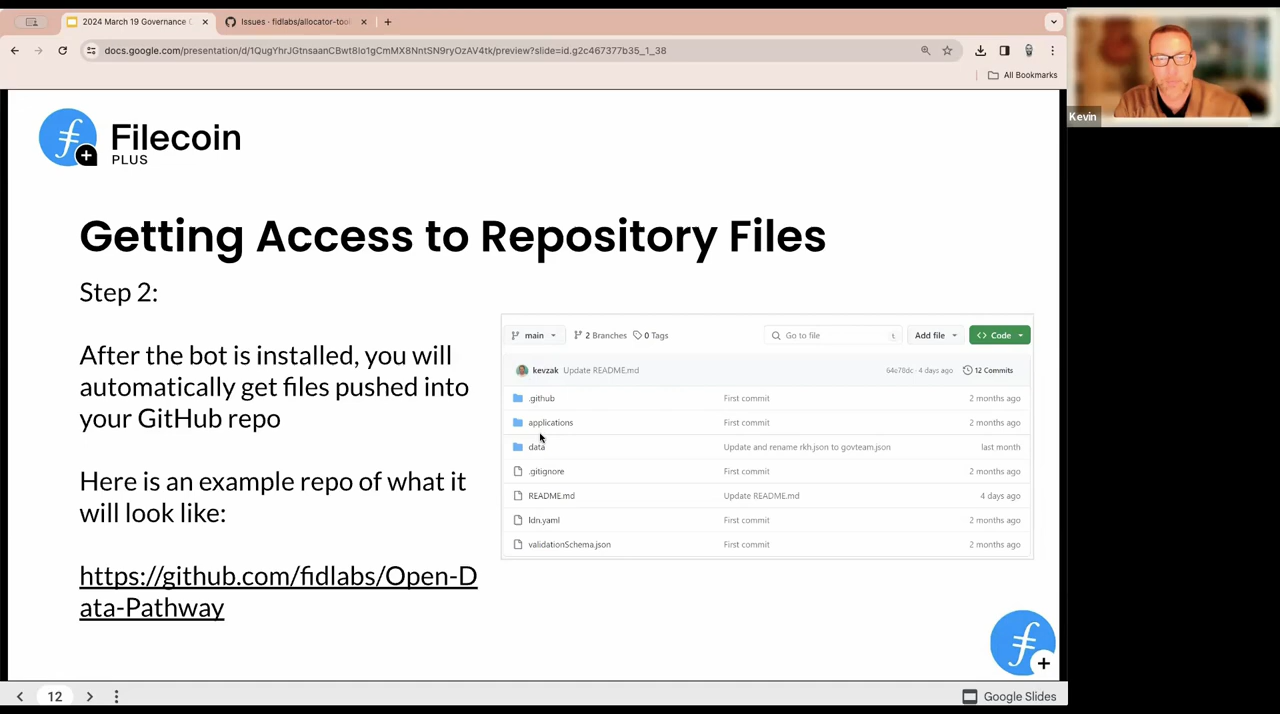 2024 March 19 Governance
Issues · fidlabs/allocator-tool
docs.google.com/presentation/d/1QugYhrJGtnsaanCBwt8Io1gCmMX8NntSN9ryOzAV4tk/preview?slide=id.g2c467377b35_1_38
All Bookmarks
Kevin
Filecoin
PLUS
Getting Access to Repository Files
Step 2:
After the bot is installed, you will
automatically get files pushed into
your GitHub repo
Here is an example repo of what it
will look like:
https://github.com/fidlabs/Open-D
ata-Pathway
main 2 Branches 0 Tags Go to file t Add file <> Code
kevzak Update README.md 64e78dc · 4 days ago 12 Commits
.github First commit 2 months ago
applications First commit 2 months ago
data Update and rename rkh.json to govteam.json last month
.gitignore First commit 2 months ago
README.md Update README.md 4 days ago
ldn.yaml First commit 2 months ago
validationSchema.json First commit 2 months ago
12
Google Slides